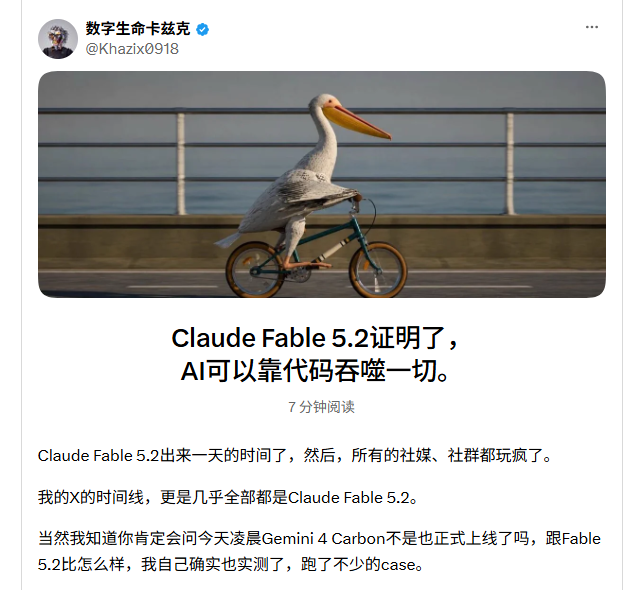 数字生命卡兹克
@Khazix0918
Claude Fable 5.2证明了，
AI可以靠代码吞噬一切。
7 分钟阅读
Claude Fable 5.2出来一天的时间了，然后，所有的社媒、社群都玩疯了。
我的X的时间线，更是几乎全部都是Claude Fable 5.2。
当然我知道你肯定会问今天凌晨Gemini 4 Carbon不是也正式上线了吗，跟Fable
5.2比怎么样，我自己确实也实测了，跑了不少的case。